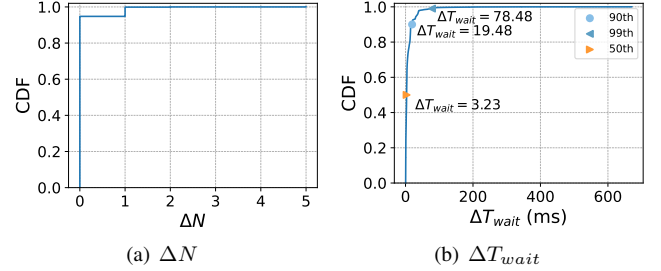 1.0
0.8
0.6
0.4
0.2
0.0
CDF
0 1 2 3 4 5
ΔN
(a) ΔN
1.0
0.8
0.6
0.4
0.2
0.0
CDF
ΔT_wait = 78.48
ΔT_wait = 19.48
ΔT_wait = 3.23
90th
99th
50th
0 200 400 600
ΔT_wait (ms)
(b) ΔT_wait